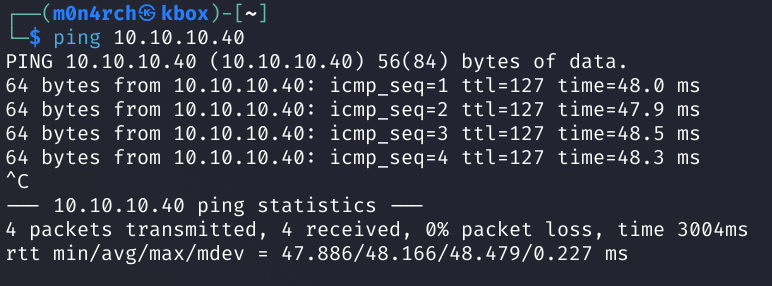 ┌──(m0n4rch㉿kbox)-[~]
└─$ ping 10.10.10.40
PING 10.10.10.40 (10.10.10.40) 56(84) bytes of data.
64 bytes from 10.10.10.40: icmp_seq=1 ttl=127 time=48.0 ms
64 bytes from 10.10.10.40: icmp_seq=2 ttl=127 time=47.9 ms
64 bytes from 10.10.10.40: icmp_seq=3 ttl=127 time=48.5 ms
64 bytes from 10.10.10.40: icmp_seq=4 ttl=127 time=48.3 ms
^C
--- 10.10.10.40 ping statistics ---
4 packets transmitted, 4 received, 0% packet loss, time 3004ms
rtt min/avg/max/mdev = 47.886/48.166/48.479/0.227 ms